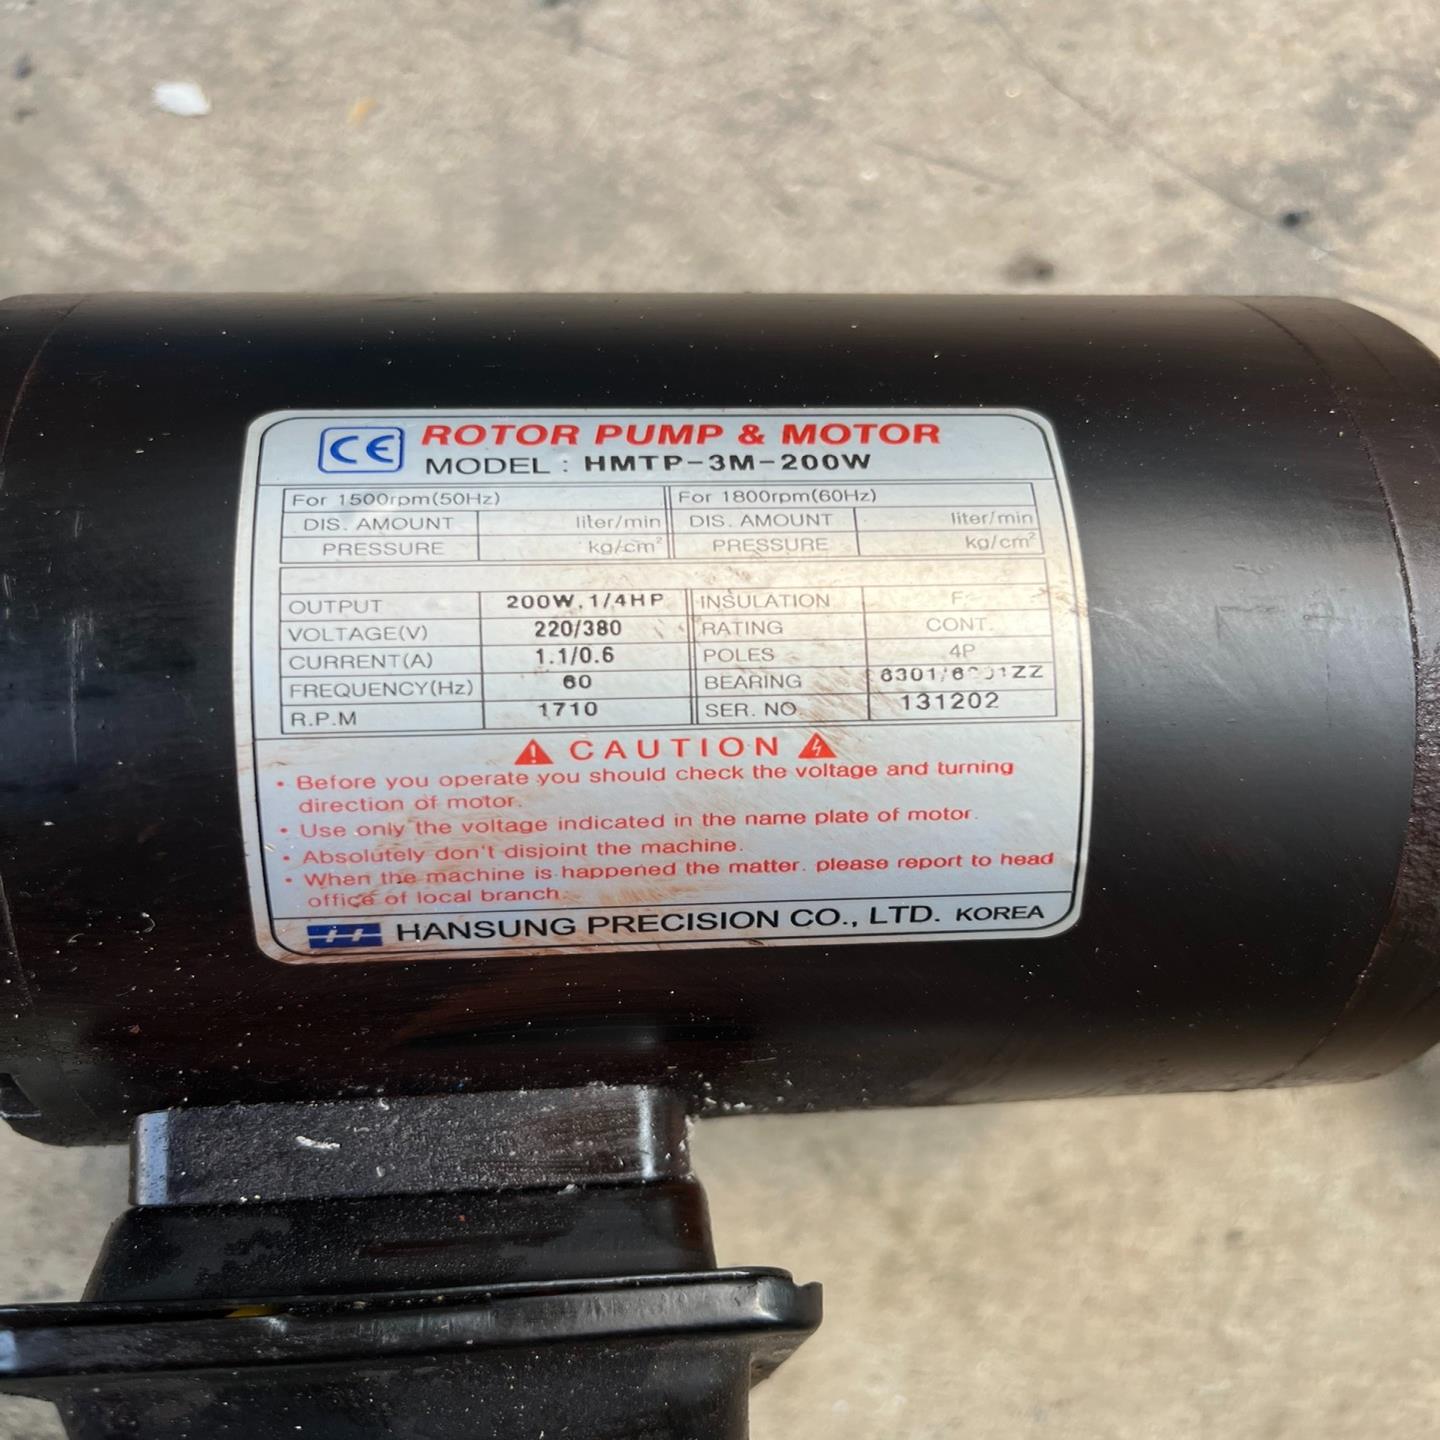 CE ROTOR PUMP & MOTOR
MODEL : HMTP-3M-200W
For 1500rpm(50Hz) For 1800rpm(60Hz)
DIS. AMOUNT liter/min DIS. AMOUNT liter/min
PRESSURE kg/cm² PRESSURE kg/cm²
OUTPUT 200W.1/4HP INSULATION F
VOLTAGE(V) 220/380 RATING CONT.
CURRENT(A) 1.1/0.6 POLES 4P
FREQUENCY(Hz) 60 BEARING
R.P.M 1710 SER. NO. 131202
CAUTION
• Before you operate you should check the voltage and turning
direction of motor.
• Use only the voltage indicated in the name plate of motor.
• Absolutely don't disjoint the machine.
• When the machine is happened the matter. please report to head
office of local branch.
HANSUNG PRECISION CO., LTD. KOREA